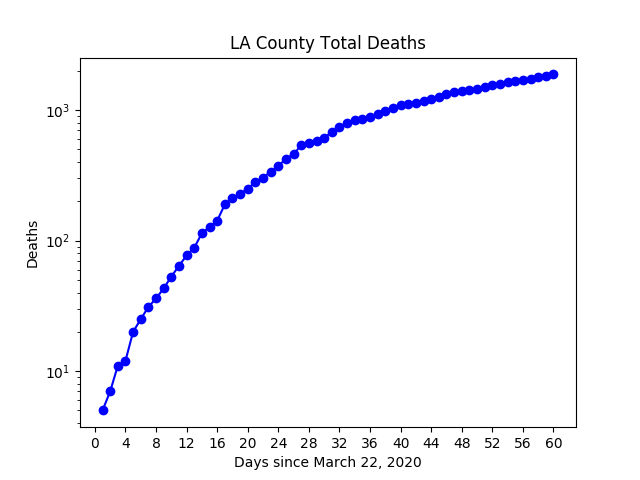 LA County Total Deaths
Deaths
10³
10²
10¹
0 4 8 12 16 20 24 28 32 36 40 44 48 52 56 60
Days since March 22, 2020